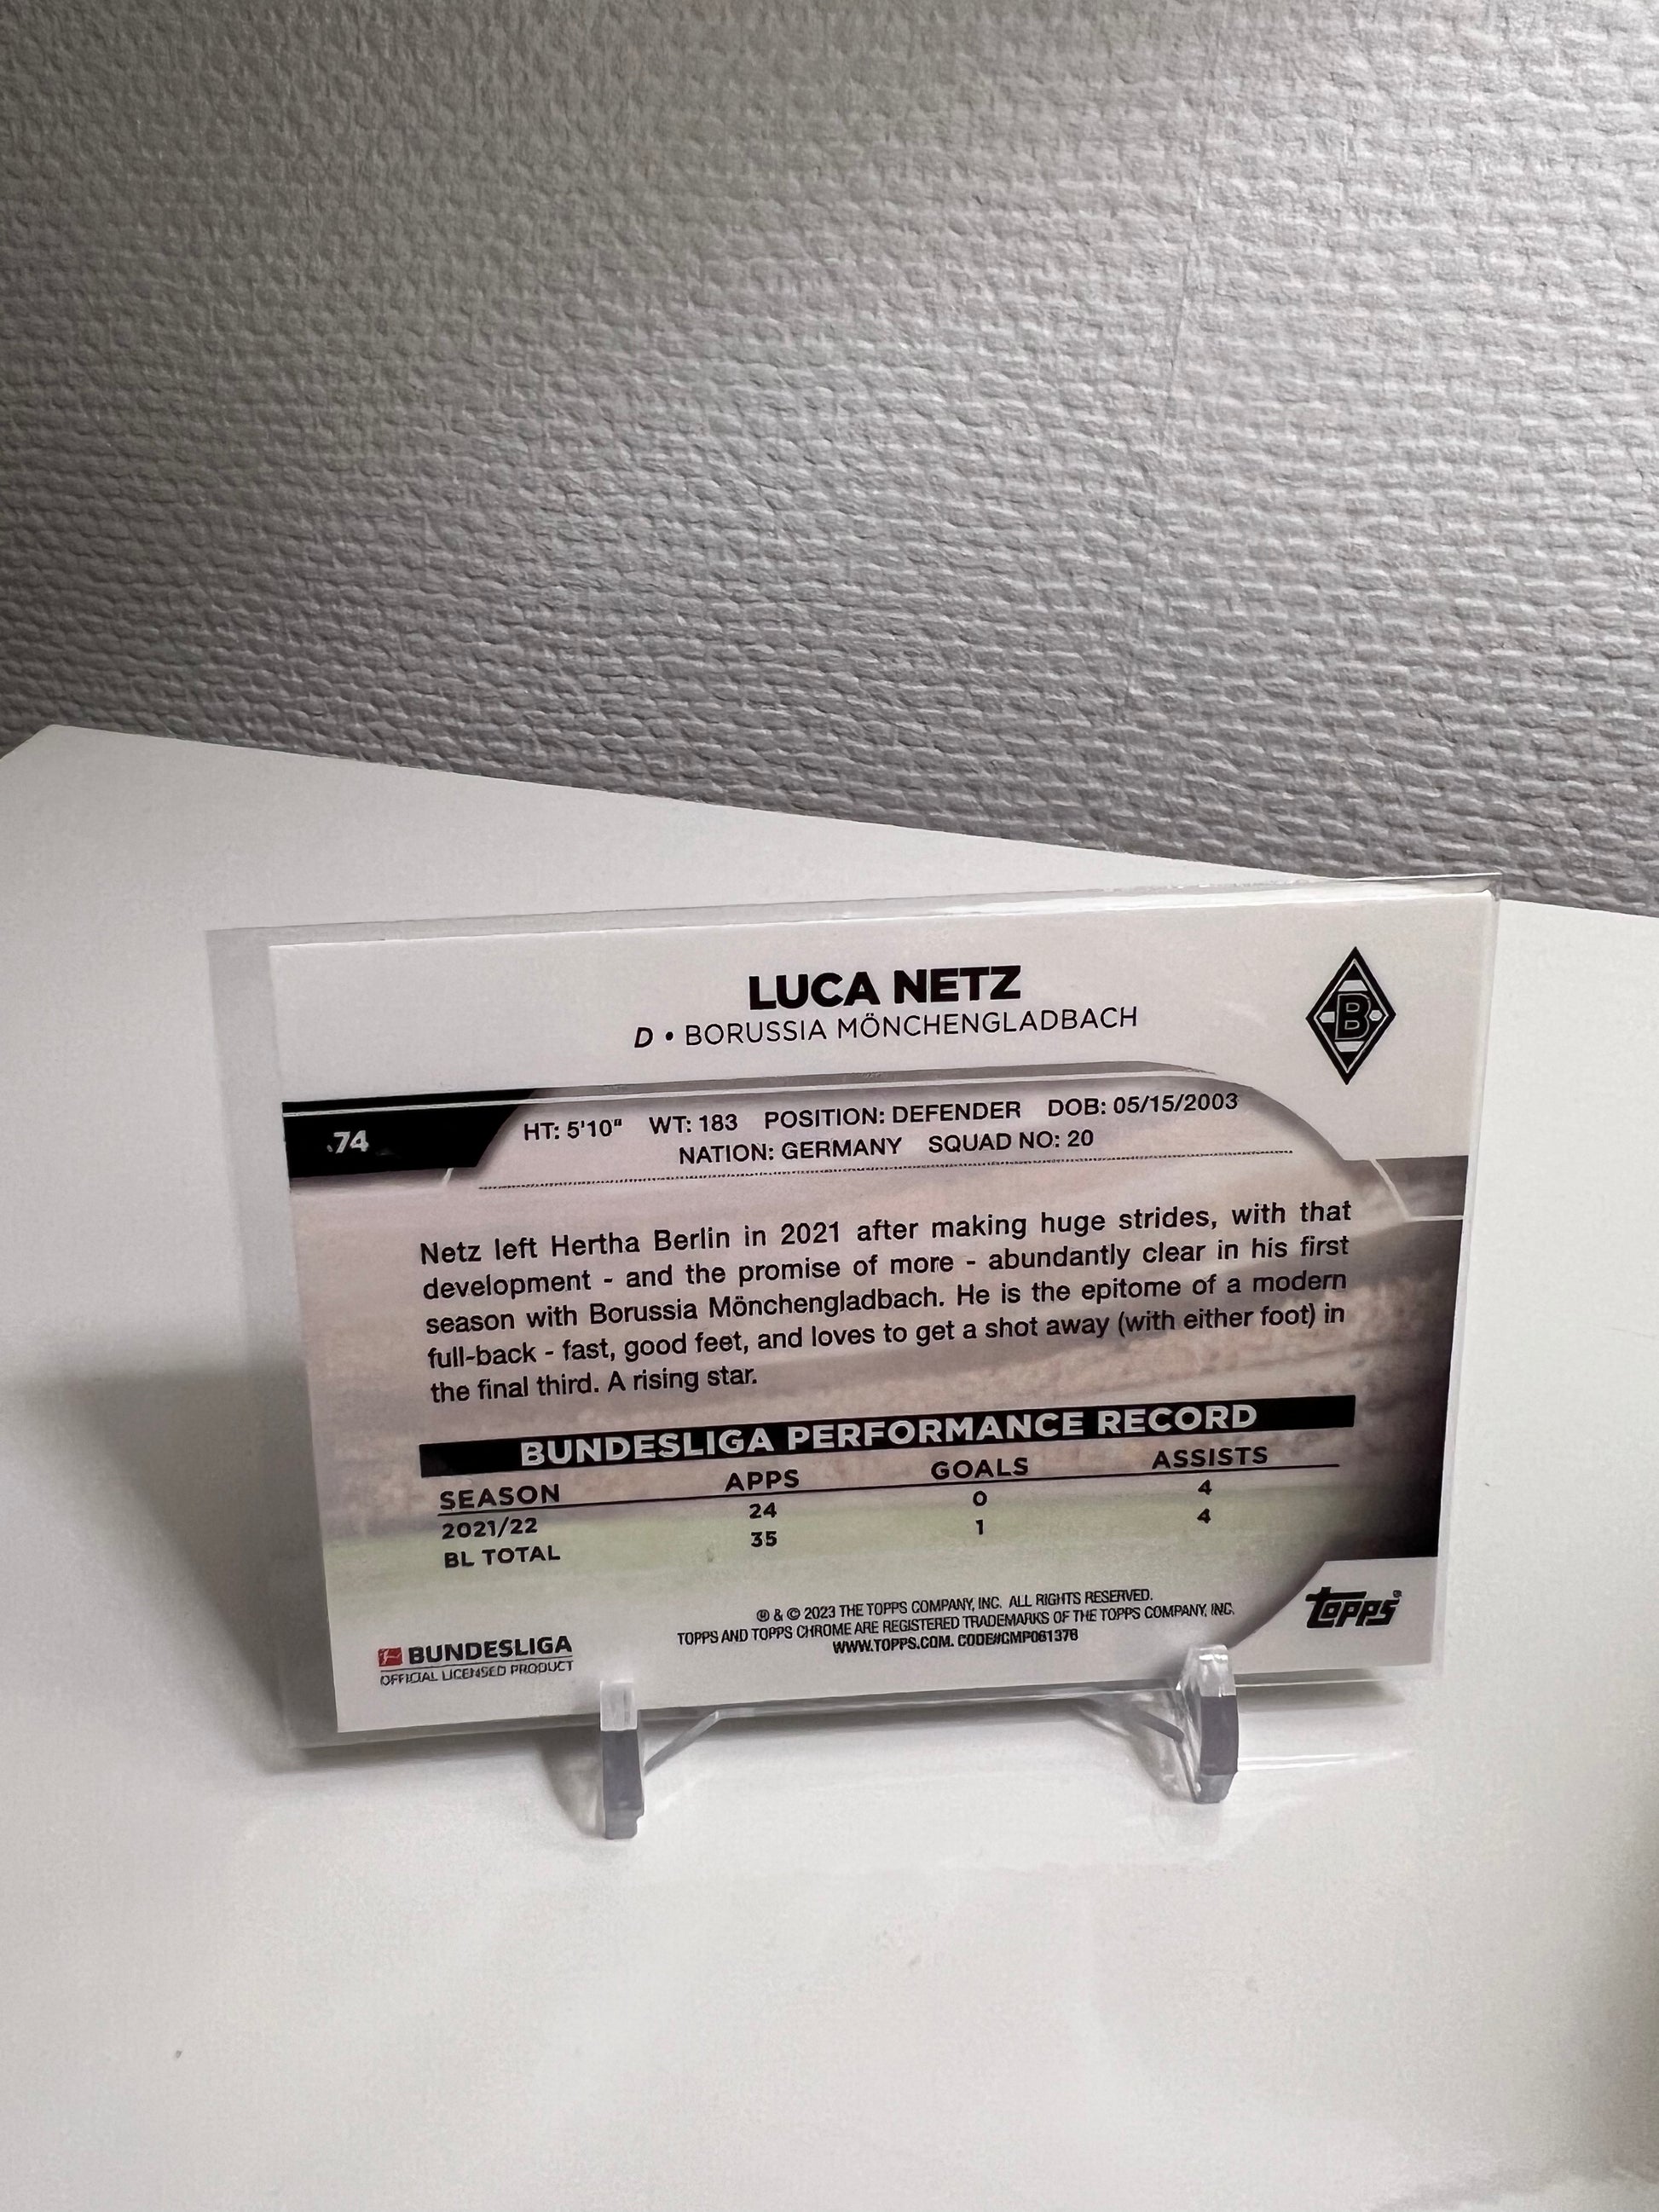 LUCA NETZ
D • BORUSSIA MÖNCHENGLADBACH
B
74
HT: 5'10" WT: 183 POSITION: DEFENDER DOB: 05/15/2003
NATION: GERMANY SQUAD NO: 20
Netz left Hertha Berlin in 2021 after making huge strides, with that
development - and the promise of more - abundantly clear in his first
season with Borussia Mönchengladbach. He is the epitome of a modern
full-back - fast, good feet, and loves to get a shot away (with either foot) in
the final third. A rising star.
BUNDESLIGA PERFORMANCE RECORD
SEASON APPS GOALS ASSISTS
2021/22 24 0 4
BL TOTAL 35 1 4
® & © 2023 THE TOPPS COMPANY, INC. ALL RIGHTS RESERVED.
TOPPS AND TOPPS CHROME ARE REGISTERED TRADEMARKS OF THE TOPPS COMPANY, INC.
WWW.TOPPS.COM. CODE#CMP061376
BUNDESLIGA
OFFICIAL LICENSED PRODUCT
topps®